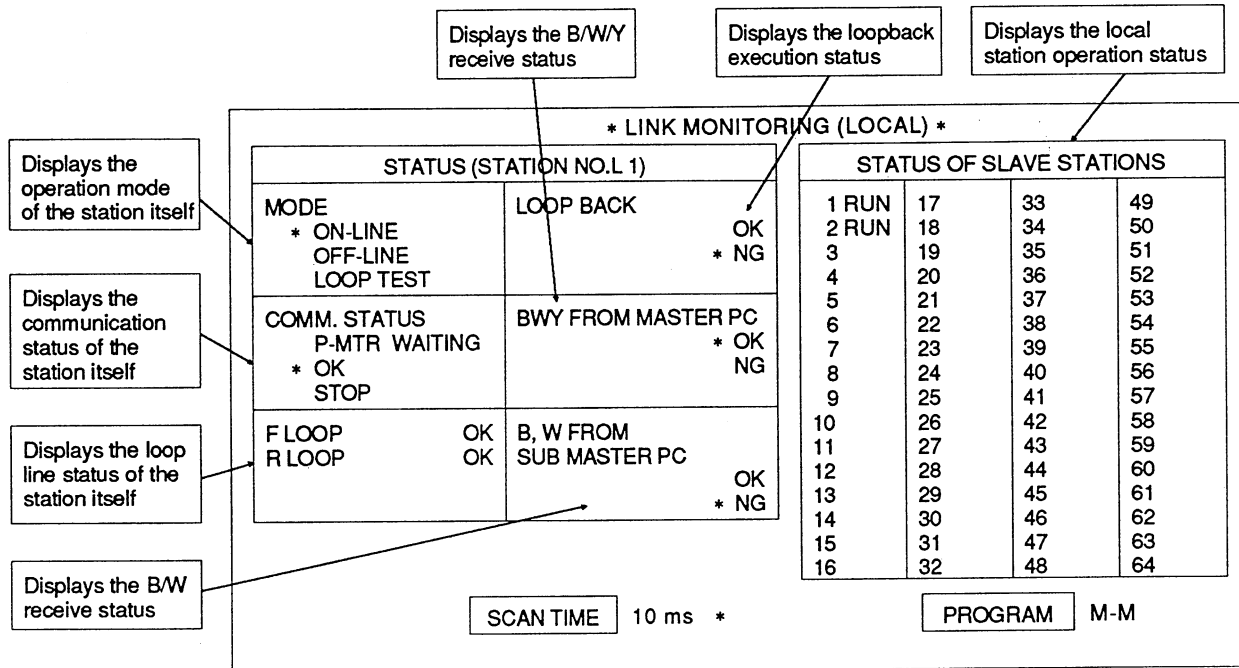 Displays the B/W/Y
receive status
Displays the loopback
execution status
Displays the local
station operation status
* LINK MONITORING (LOCAL) *
Displays the
operation mode
of the station itself
Displays the
communication
status of the
station itself
Displays the loop
line status of the
station itself
Displays the B/W
receive status
STATUS (STATION NO.L 1)
MODE
* ON-LINE
OFF-LINE
LOOP TEST
LOOP BACK
OK
* NG
COMM. STATUS
P-MTR WAITING
* OK
STOP
BWY FROM MASTER PC
* OK
NG
F LOOP OK
R LOOP OK
B, W FROM
SUB MASTER PC
OK
* NG
STATUS OF SLAVE STATIONS
1 RUN 17 33 49
2 RUN 18 34 50
3 19 35 51
4 20 36 52
5 21 37 53
6 22 38 54
7 23 39 55
8 24 40 56
9 25 41 57
10 26 42 58
11 27 43 59
12 28 44 60
13 29 45 61
14 30 46 62
15 31 47 63
16 32 48 64
SCAN TIME 10 ms *
PROGRAM M-M